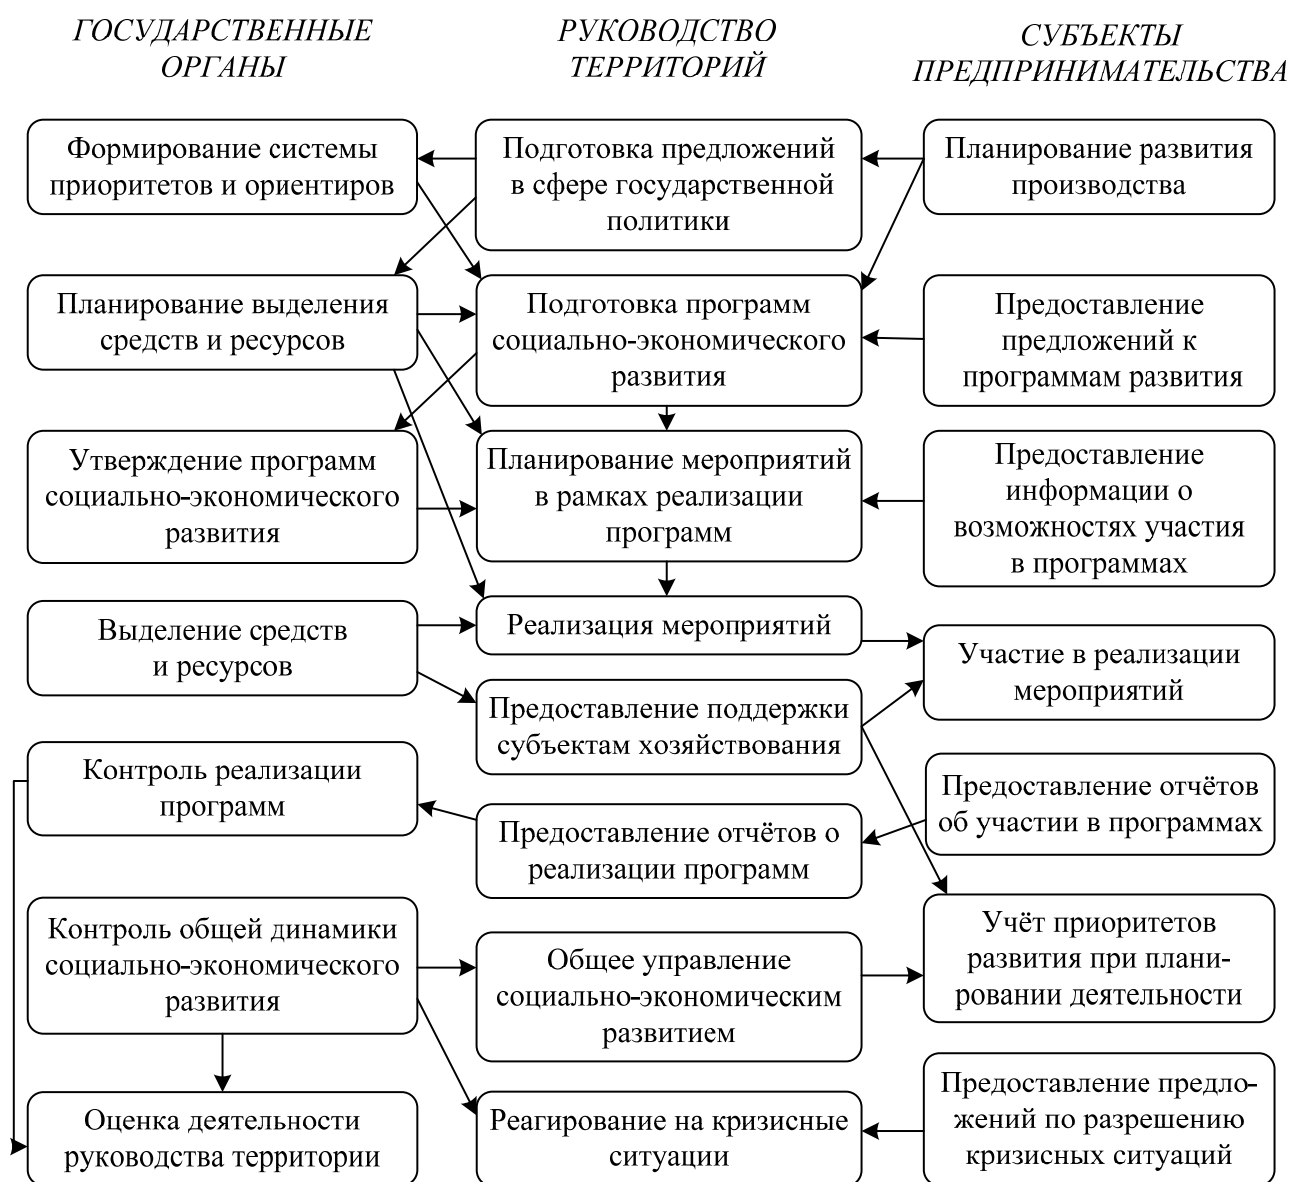 ГОСУДАРСТВЕННЫЕ
ОРГАНЫ
РУКОВОДСТВО
ТЕРРИТОРИЙ
СУБЪЕКТЫ
ПРЕДПРИНИМАТЕЛЬСТВА
Формирование системы
приоритетов и ориентиров
Подготовка предложений
в сфере государственной
политики
Планирование развития
производства
Планирование выделения
средств и ресурсов
Подготовка программ
социально-экономического
развития
Предоставление
предложений к
программам развития
Утверждение программ
социально-экономического
развития
Планирование мероприятий
в рамках реализации
программ
Предоставление
информации о
возможностях участия
в программах
Выделение средств
и ресурсов
Реализация мероприятий
Участие в реализации
мероприятий
Предоставление поддержки
субъектам хозяйствования
Контроль реализации
программ
Предоставление отчётов о
реализации программ
Предоставление отчётов
об участии в программах
Контроль общей динамики
социально-экономического
развития
Общее управление
социально-экономическим
развитием
Учёт приоритетов
развития при плани-
ровании деятельности
Оценка деятельности
руководства территории
Реагирование на кризисные
ситуации
Предоставление предло-
жений по разрешению
кризисных ситуаций